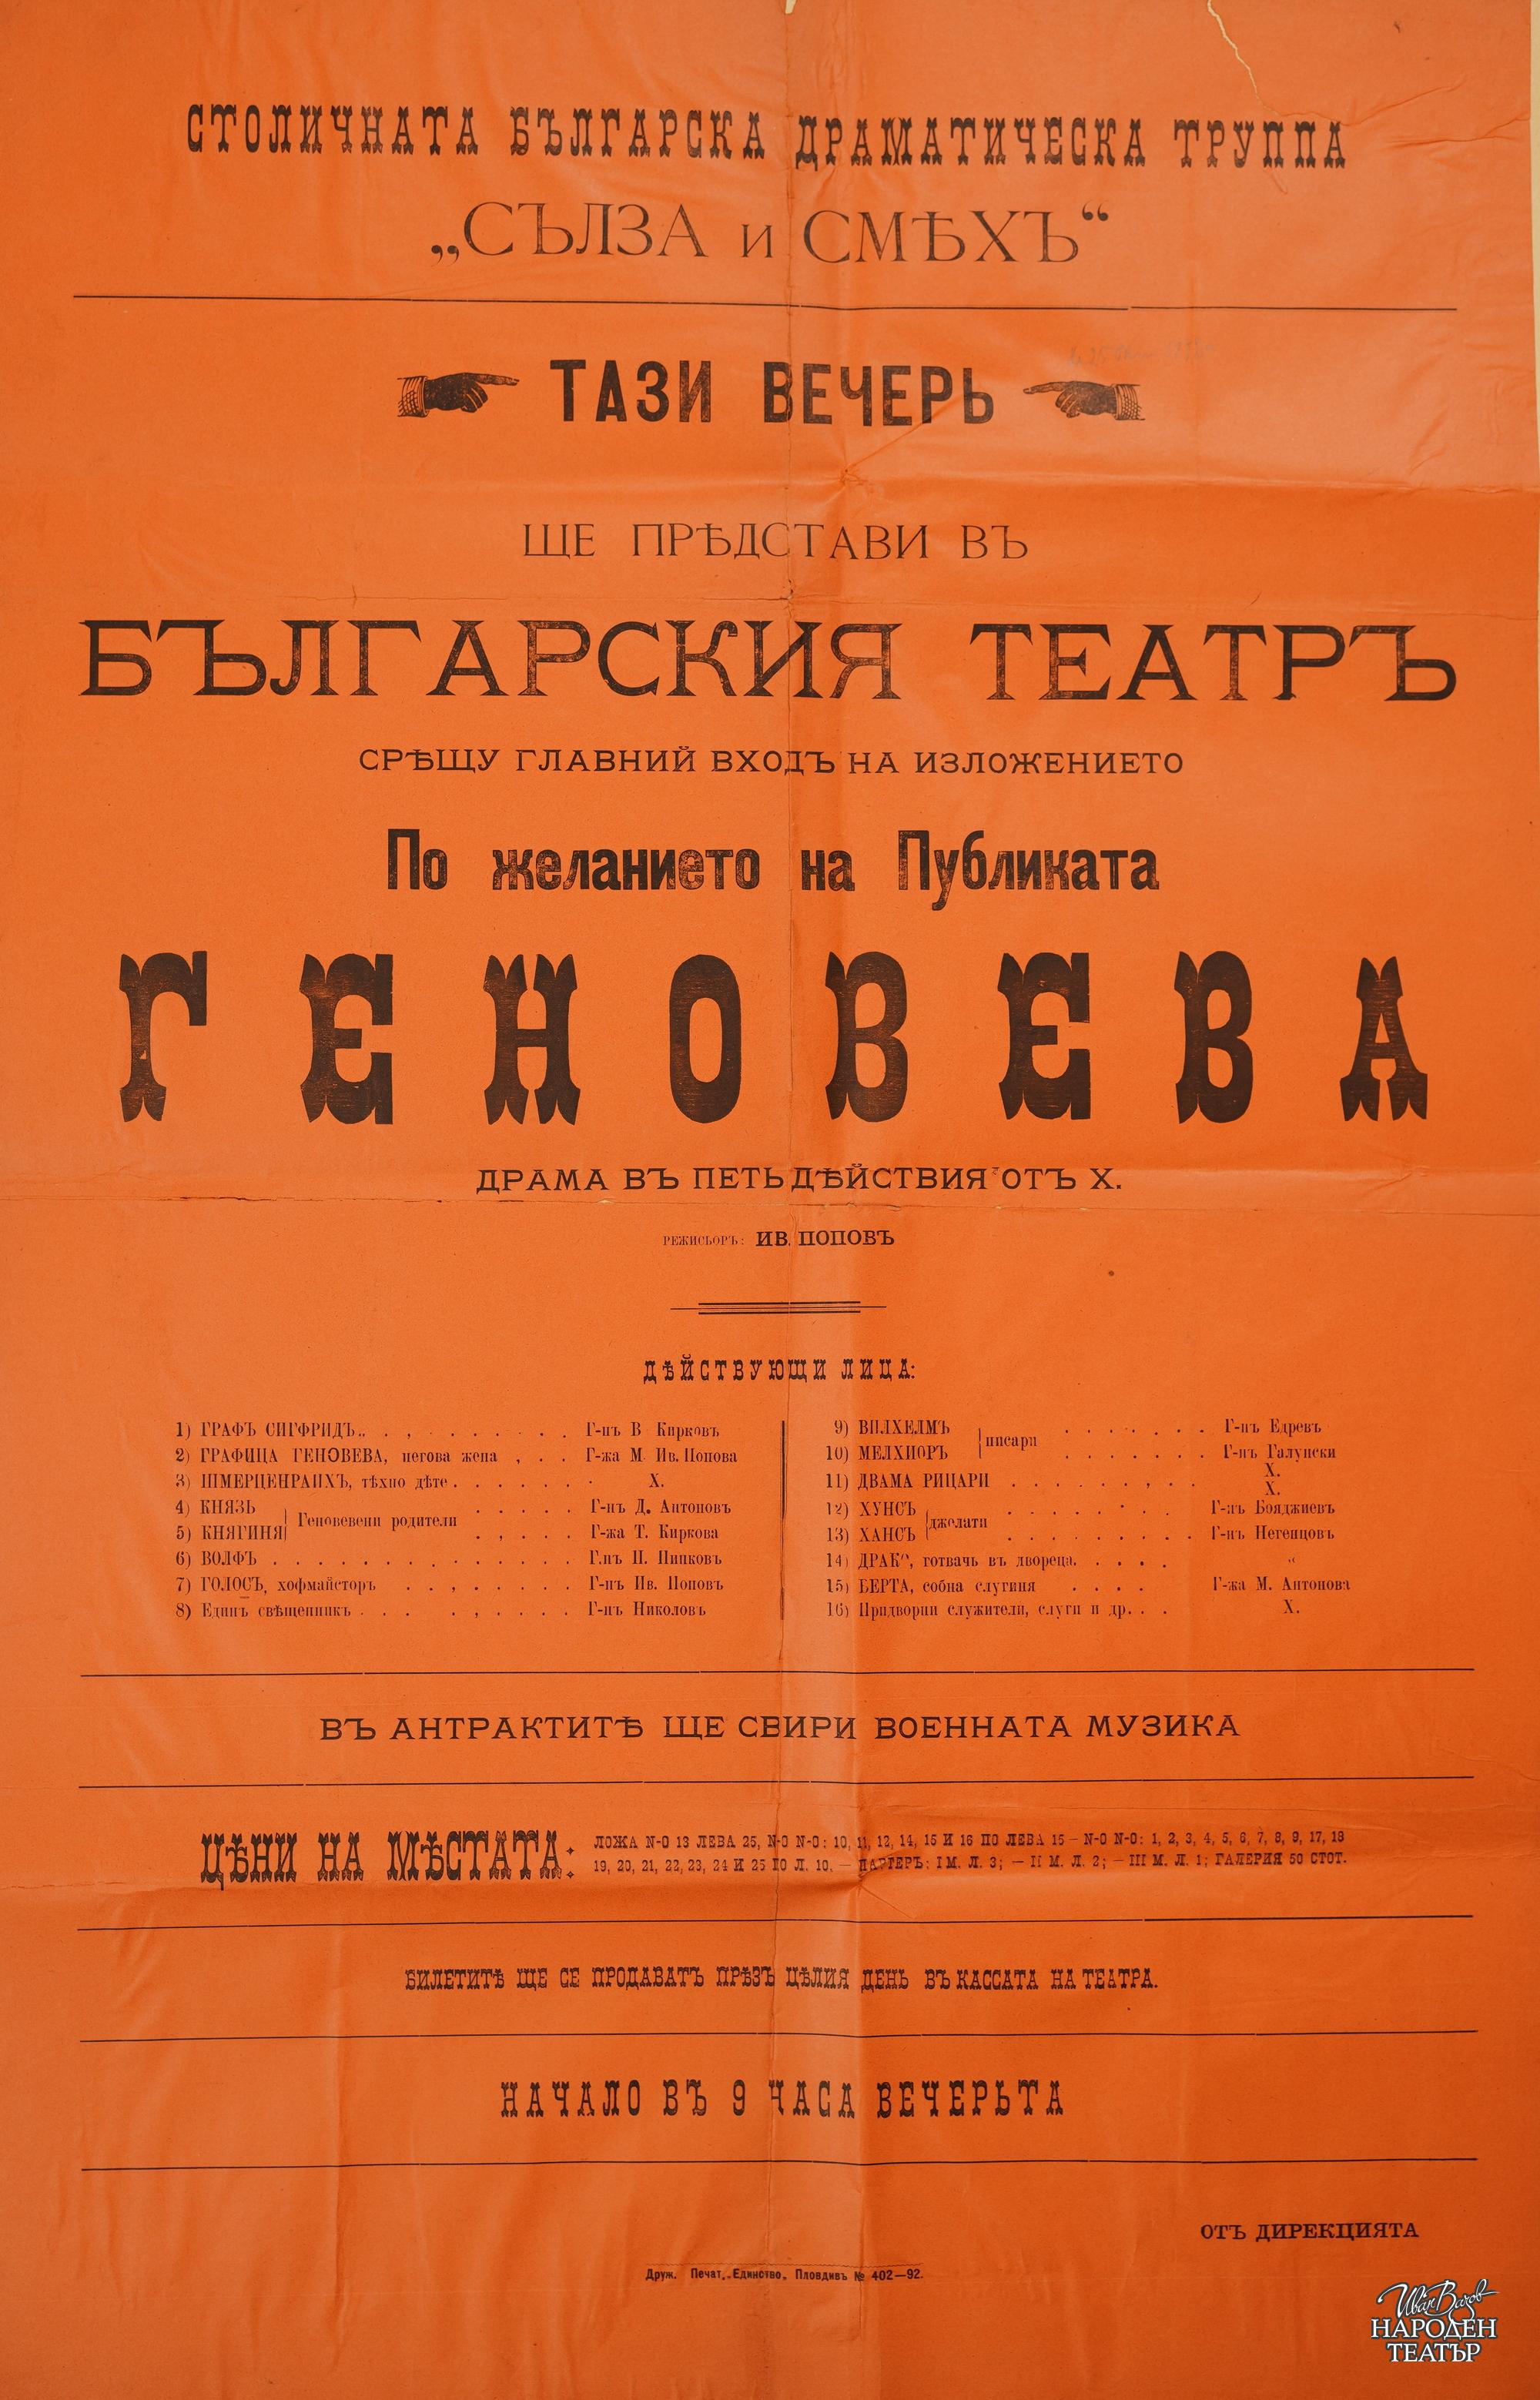 СТОЛИЧНАТА БЪЛГАРСКА ДРАМАТИЧЕСКА ТРУППА
„СЪЛЗА И СМѢХЪ“
ТАЗИ ВЕЧЕРЬ
ЩЕ ПРѢДСТАВИ ВЪ
БЪЛГАРСКИЯ ТЕАТРЪ
СРѢЩУ ГЛАВНИЙ ВХОДЪ НА ИЗЛОЖЕНИЕТО
По желанието на Публиката
ГЕНОВЕВА
ДРАМА ВЪ ПЕТЬ ДѢЙСТВИЯ ОТЪ Х.
РЕЖИСЬОРЪ: ИВ. ПОПОВЪ
ДѢЙСТВУЮЩИ ЛИЦА:
1) ГРАФЪ СИГФРИДЪ . . . . . . . . . Г-нъ В Кирковъ
2) ГРАФИЦА ГЕНОВЕВА, негова жена . . . Г-жа М. Ив. Попова
3) ШМЕРЦЕНРАИХЪ, тѣхно дѣте . . . . . . Х.
4) КНЯЗЬ . . . . . Г-нъ Д. Антоновъ
Геновевени родители
5) КНЯГИНЯ . . . . . Г-жа Т. Киркова
6) ВОЛФЪ . . . . . . . . . . . . . . Г.нъ П. Пипковъ
7) ГОЛОСЪ, хофмайсторъ . . . . . . . Г-нъ Ив. Поповъ
8) Единъ свѣщенникъ . . . . . . . . . Г-нъ Николовъ
9) ВИЛХЕЛМЪ . . . . . . . Г-нъ Едревъ
писари
10) МЕЛХИОРЪ . . . . . . . Г-нъ Галунски
11) ДВАМА РИЦАРИ . . . . . . . . Х.
Х.
12) ХУНСЪ . . . . . . Г-нъ Бояджиевъ
джелати
13) ХАНСЪ . . . . . . . . Г-нъ Негенцовъ
14) готвачь въ двореца. . . . . “
15) БЕРТА, собна слугиня . . . . Г-жа М. Антонова
16) Придворни служители, слуги и др. . . Х.
ВЪ АНТРАКТИТѢ ЩЕ СВИРИ ВОЕННАТА МУЗИКА
ЦѢНИ НА МѢСТАТА: ЛОЖА N-O 13 ЛЕВА 25, N-O N-O: 10, 11, 12, 14, 15 И 16 ПО ЛЕВА 15 — N-O N-O: 1, 2, 3, 4, 5, 6, 7, 8, 9, 17, 18
19, 20, 21, 22, 23, 24 И 25 ПО Л. 10. — ПАРТЕРЪ: I М. Л. 3; — II М. Л. 2; — III М. Л. 1; ГАЛЕРИЯ 50 СТОТ.
БИЛЕТИТѢ ЩЕ СЕ ПРОДАВАТЪ ПРѢЗЪ ЦѢЛИЯ ДЕНЬ ВЪ КАССАТА НА ТЕАТРА.
НАЧАЛО ВЪ 9 ЧАСА ВЕЧЕРЬТА
ОТЪ ДИРЕКЦИЯТА
Друж. Печат. „Единство„ Пловдивъ № 402—92.
Иван Вазов
НАРОДЕН
ТЕАТЪР